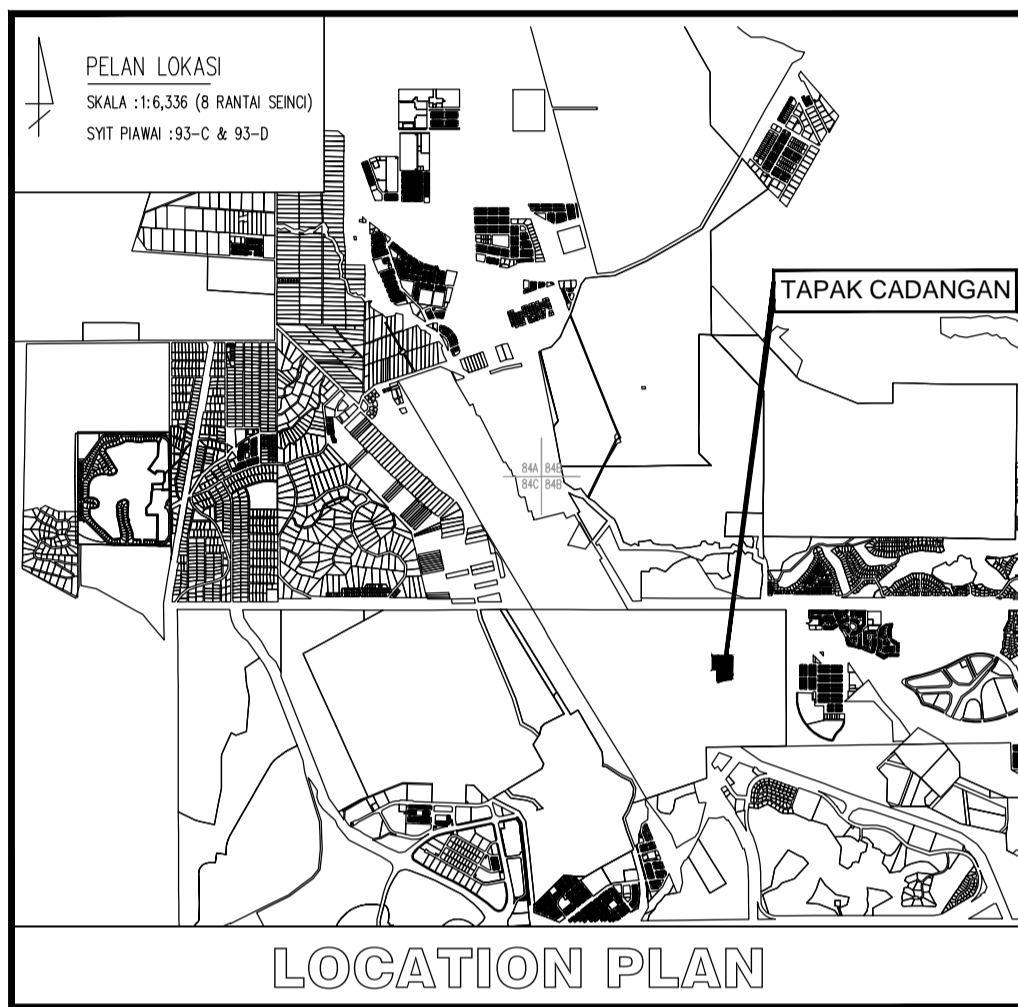 PELAN LOKASI
SKALA :1:6,336 (8 RANTAI SEINCI)
SYIT PIAWAI :93-C & 93-D
TAPAK CADANGAN
84A 84B
84C 84B
LOCATION PLAN